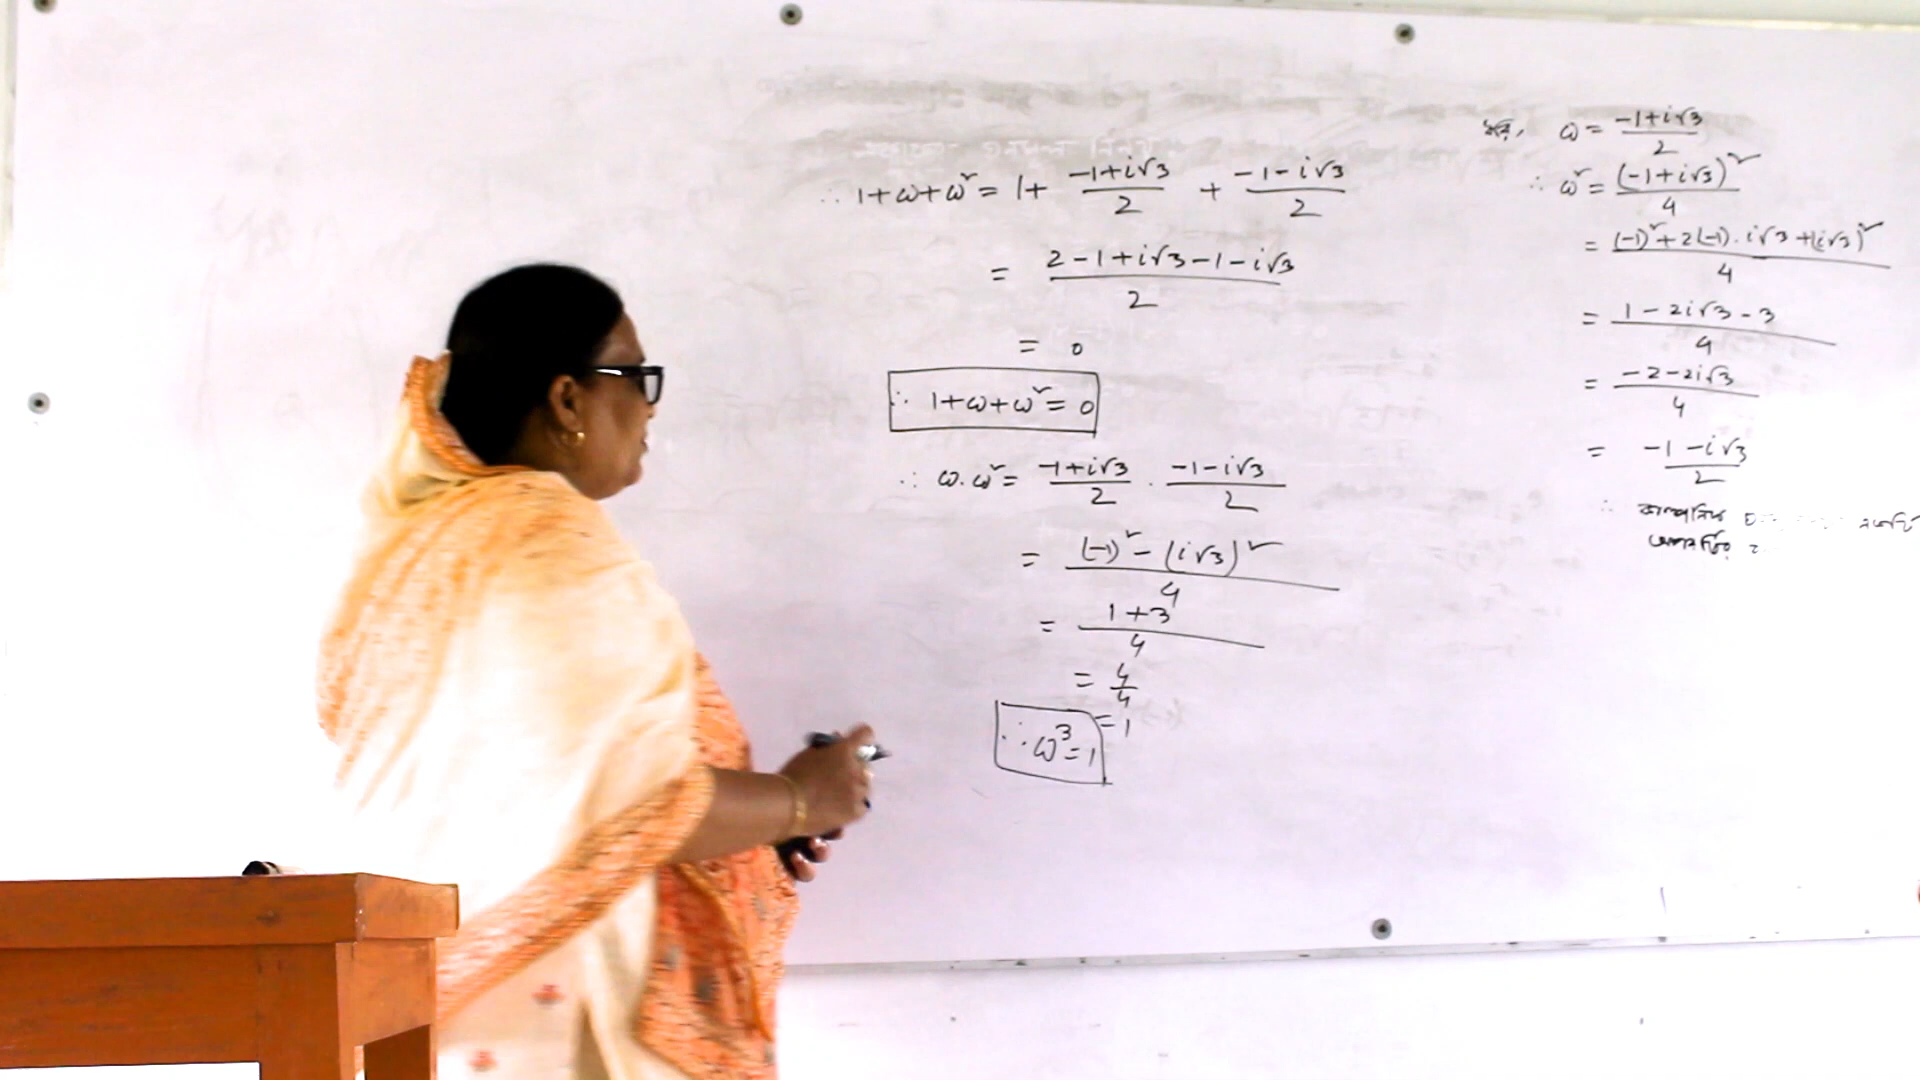 ধরি, ω = (-1+i√3)/2
∴ ω² = (-1+i√3)²/4
= ((-1)²+2(-1).i√3+(i√3)²)/4
= (1-2i√3-3)/4
= (-2-2i√3)/4
= (-1-i√3)/2
∴ কাল্পনিক
∴ 1+ω+ω² = 1+ (-1+i√3)/2 + (-1-i√3)/2
= (2-1+i√3-1-i√3)/2
= 0
∴ 1+ω+ω² = 0
∴ ω.ω² = (-1+i√3)/2 . (-1-i√3)/2
= ((-1)²-(i√3)²)/4
= (1+3)/4
= 4/4
= 1
∴ ω³ = 1